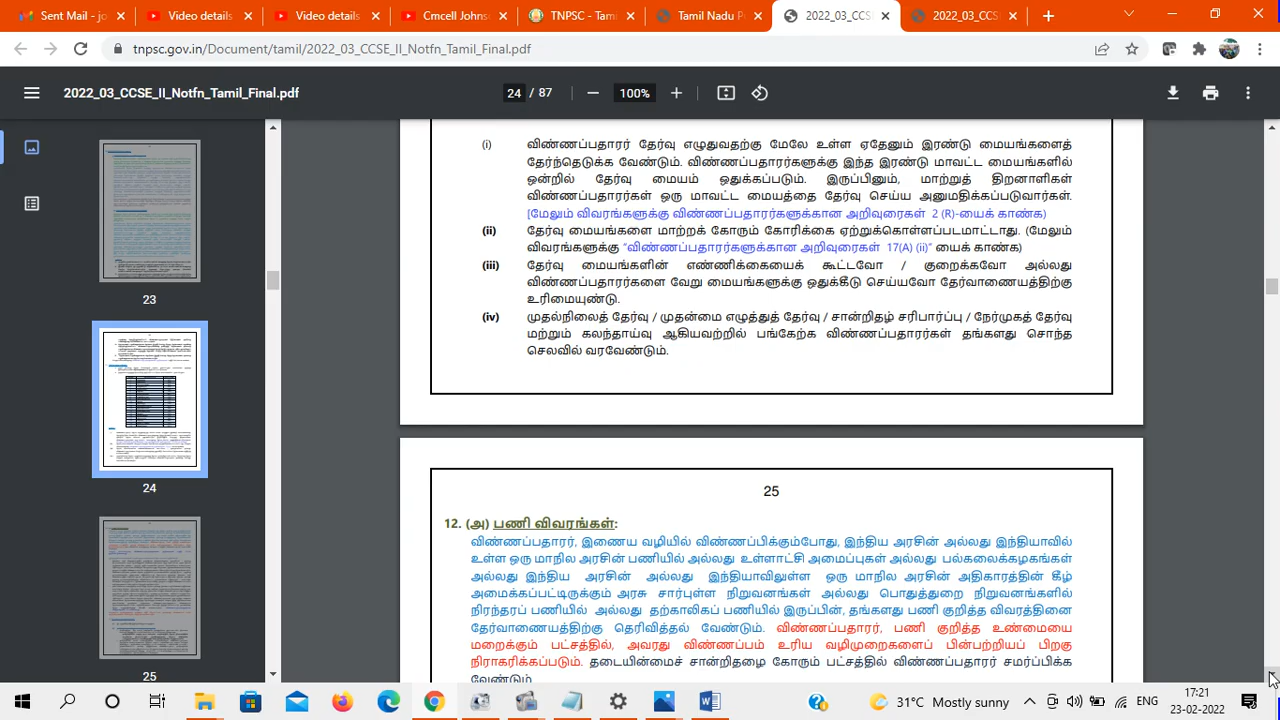 Sent Mail - jo
Video details
Video details
Cmcell Johns
TNPSC - Tami
Tamil Nadu P
2022_03_CCS
2022_03_CCS
tnpsc.gov.in/Document/tamil/2022_03_CCSE_II_Notfn_Tamil_Final.pdf
2022_03_CCSE_II_Notfn_Tamil_Final.pdf
24 / 87
100%
23
24
25
(i) விண்ணப்பதாரர் தேர்வு எழுதுவதற்கு மேலே உள்ள ஏதேனும் இரண்டு மையங்களைத்
தேர்ந்தெடுக்க வேண்டும். விண்ணப்பதாரர்களுக்கு இந்த இரண்டு மாவட்ட மையங்களில்
ஒன்றில் தேர்வு மையம் ஒதுக்கப்படும். இருப்பினும், மாற்றுத் திறனாளிகள்
விண்ணப்பதாரர்கள் ஒரு மாவட்ட மையத்தை தேர்வு செய்ய அனுமதிக்கப்படுவார்கள்.
[மேலும் விவரங்களுக்கு விண்ணப்பதாரர்களுக்கான அறிவுரைகள் 2 (R)-யைக் காண்க)
(ii) தேர்வு மையங்களை மாற்றக் கோரும் கோரிக்கை ஏற்றுக்கொள்ளப்படமாட்டாது. (மேலும்
விவரங்களுக்கு "விண்ணப்பதாரர்களுக்கான அறிவுரைகள் 17(A) (ii)" யைக் காண்க)
(iii) தேர்வு மையங்களின் எண்ணிக்கையைக் கூட்டவோ / குறைக்கவோ அல்லது
விண்ணப்பதாரர்களை வேறு மையங்களுக்கு ஒதுக்கீடு செய்யவோ தேர்வாணையத்திற்கு
உரிமையுண்டு.
(iv) முதல்நிலைத் தேர்வு / முதன்மை எழுத்துத் தேர்வு / சான்றிதழ் சரிபார்ப்பு / நேர்முகத் தேர்வு
மற்றும் கலந்தாய்வு ஆகியவற்றில் பங்கேற்க விண்ணப்பதாரர்கள் தங்களது சொந்த
செலவில் வரவேண்டும்.
25
12. (அ) பணி விவரங்கள்:
விண்ணப்பதாரர், இணைய வழியில் விண்ணப்பிக்கும்போது, இந்திய அரசின் அல்லது இந்தியாவில்
உள்ள ஒரு மாநில அரசின் பணியில் அல்லது உள்ளாட்சி அமைப்புகள் அல்லது பல்கலைக்கழகங்கள்
அல்லது இந்திய அரசின் அல்லது இந்தியாவிலுள்ள ஒரு மாநில அரசின் அதிகாரத்தின் கீழ்
அமைக்கப்பட்டிருக்கும் அரசு சார்புள்ள நிறுவனங்கள் அல்லது பொதுத்துறை நிறுவனங்களில்
நிரந்தரப் பணியில் அல்லது தற்காலிகப் பணியில் இருப்பின், தங்களது பணி குறித்த விவரத்தினை
தேர்வாணையத்திற்கு தெரிவித்தல் வேண்டும். விண்ணப்பதாரர், பணி குறித்த உண்மையை
மறைக்கும் பட்சத்தில, அவரது விண்ணப்பம் உரிய வழிமுறைகளைப் பின்பற்றியப் பிறகு
நிராகரிக்கப்படும். தடையின்மைச் சான்றிதழை கோரும் பட்சத்தில் விண்ணப்பதாரர் சமர்ப்பிக்க
வேண்டும்.
31°C Mostly sunny
ENG
17:21
23-02-2022